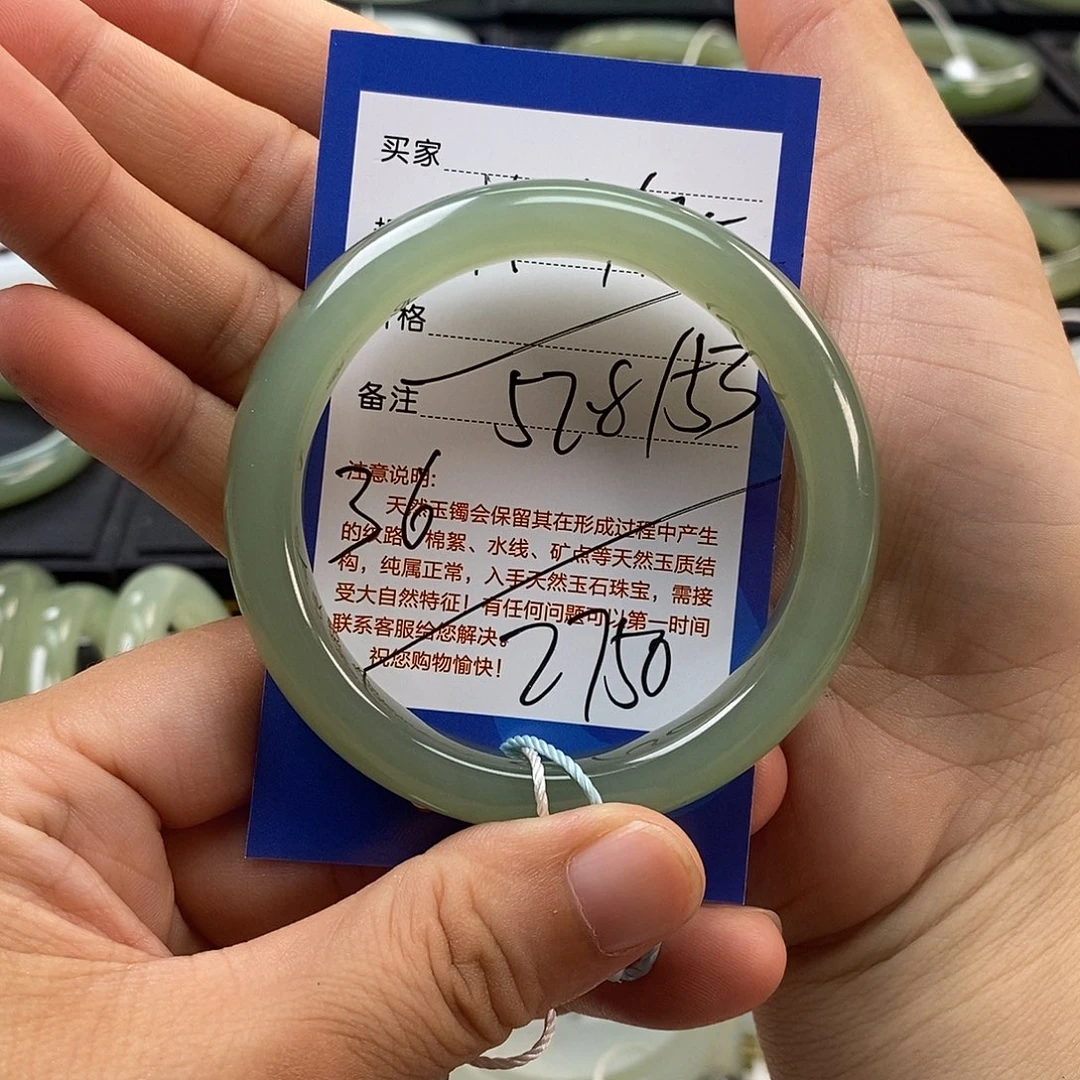 买家
格
备注 578/53
36
注意说明:
天然玉镯会保留其在形成过程中产生
的纹路、棉絮、水线、矿点等天然玉质结
构，纯属正常，入手天然玉石珠宝，需接
受大自然特征！有任何问题可以第一时间
联系客服给您解决。
祝您购物愉快！
2750